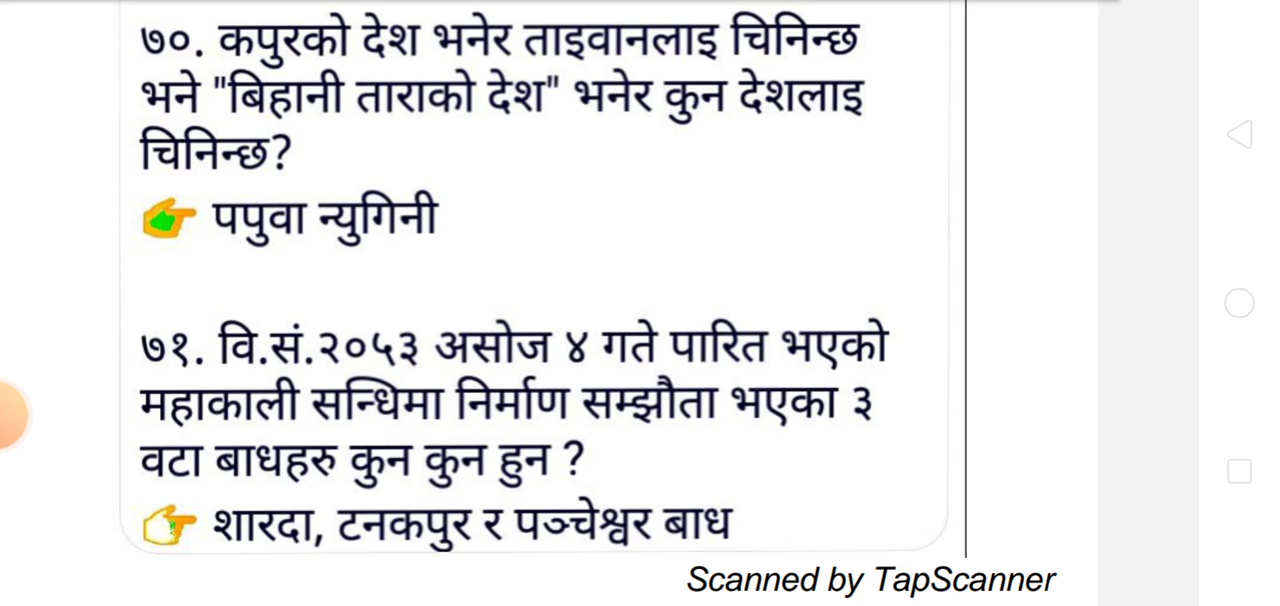 ७०. कपुरको देश भनेर ताइवानलाइ चिनिन्छ
भने "बिहानी ताराको देश" भनेर कुन देशलाइ
चिनिन्छ?
👉 पपुवा न्युगिनी
७१. वि.सं.२०५३ असोज ४ गते पारित भएको
महाकाली सन्धिमा निर्माण सम्झौता भएका ३
वटा बाधहरु कुन कुन हुन ?
👉 शारदा, टनकपुर र पञ्चेश्वर बाध
Scanned by TapScanner